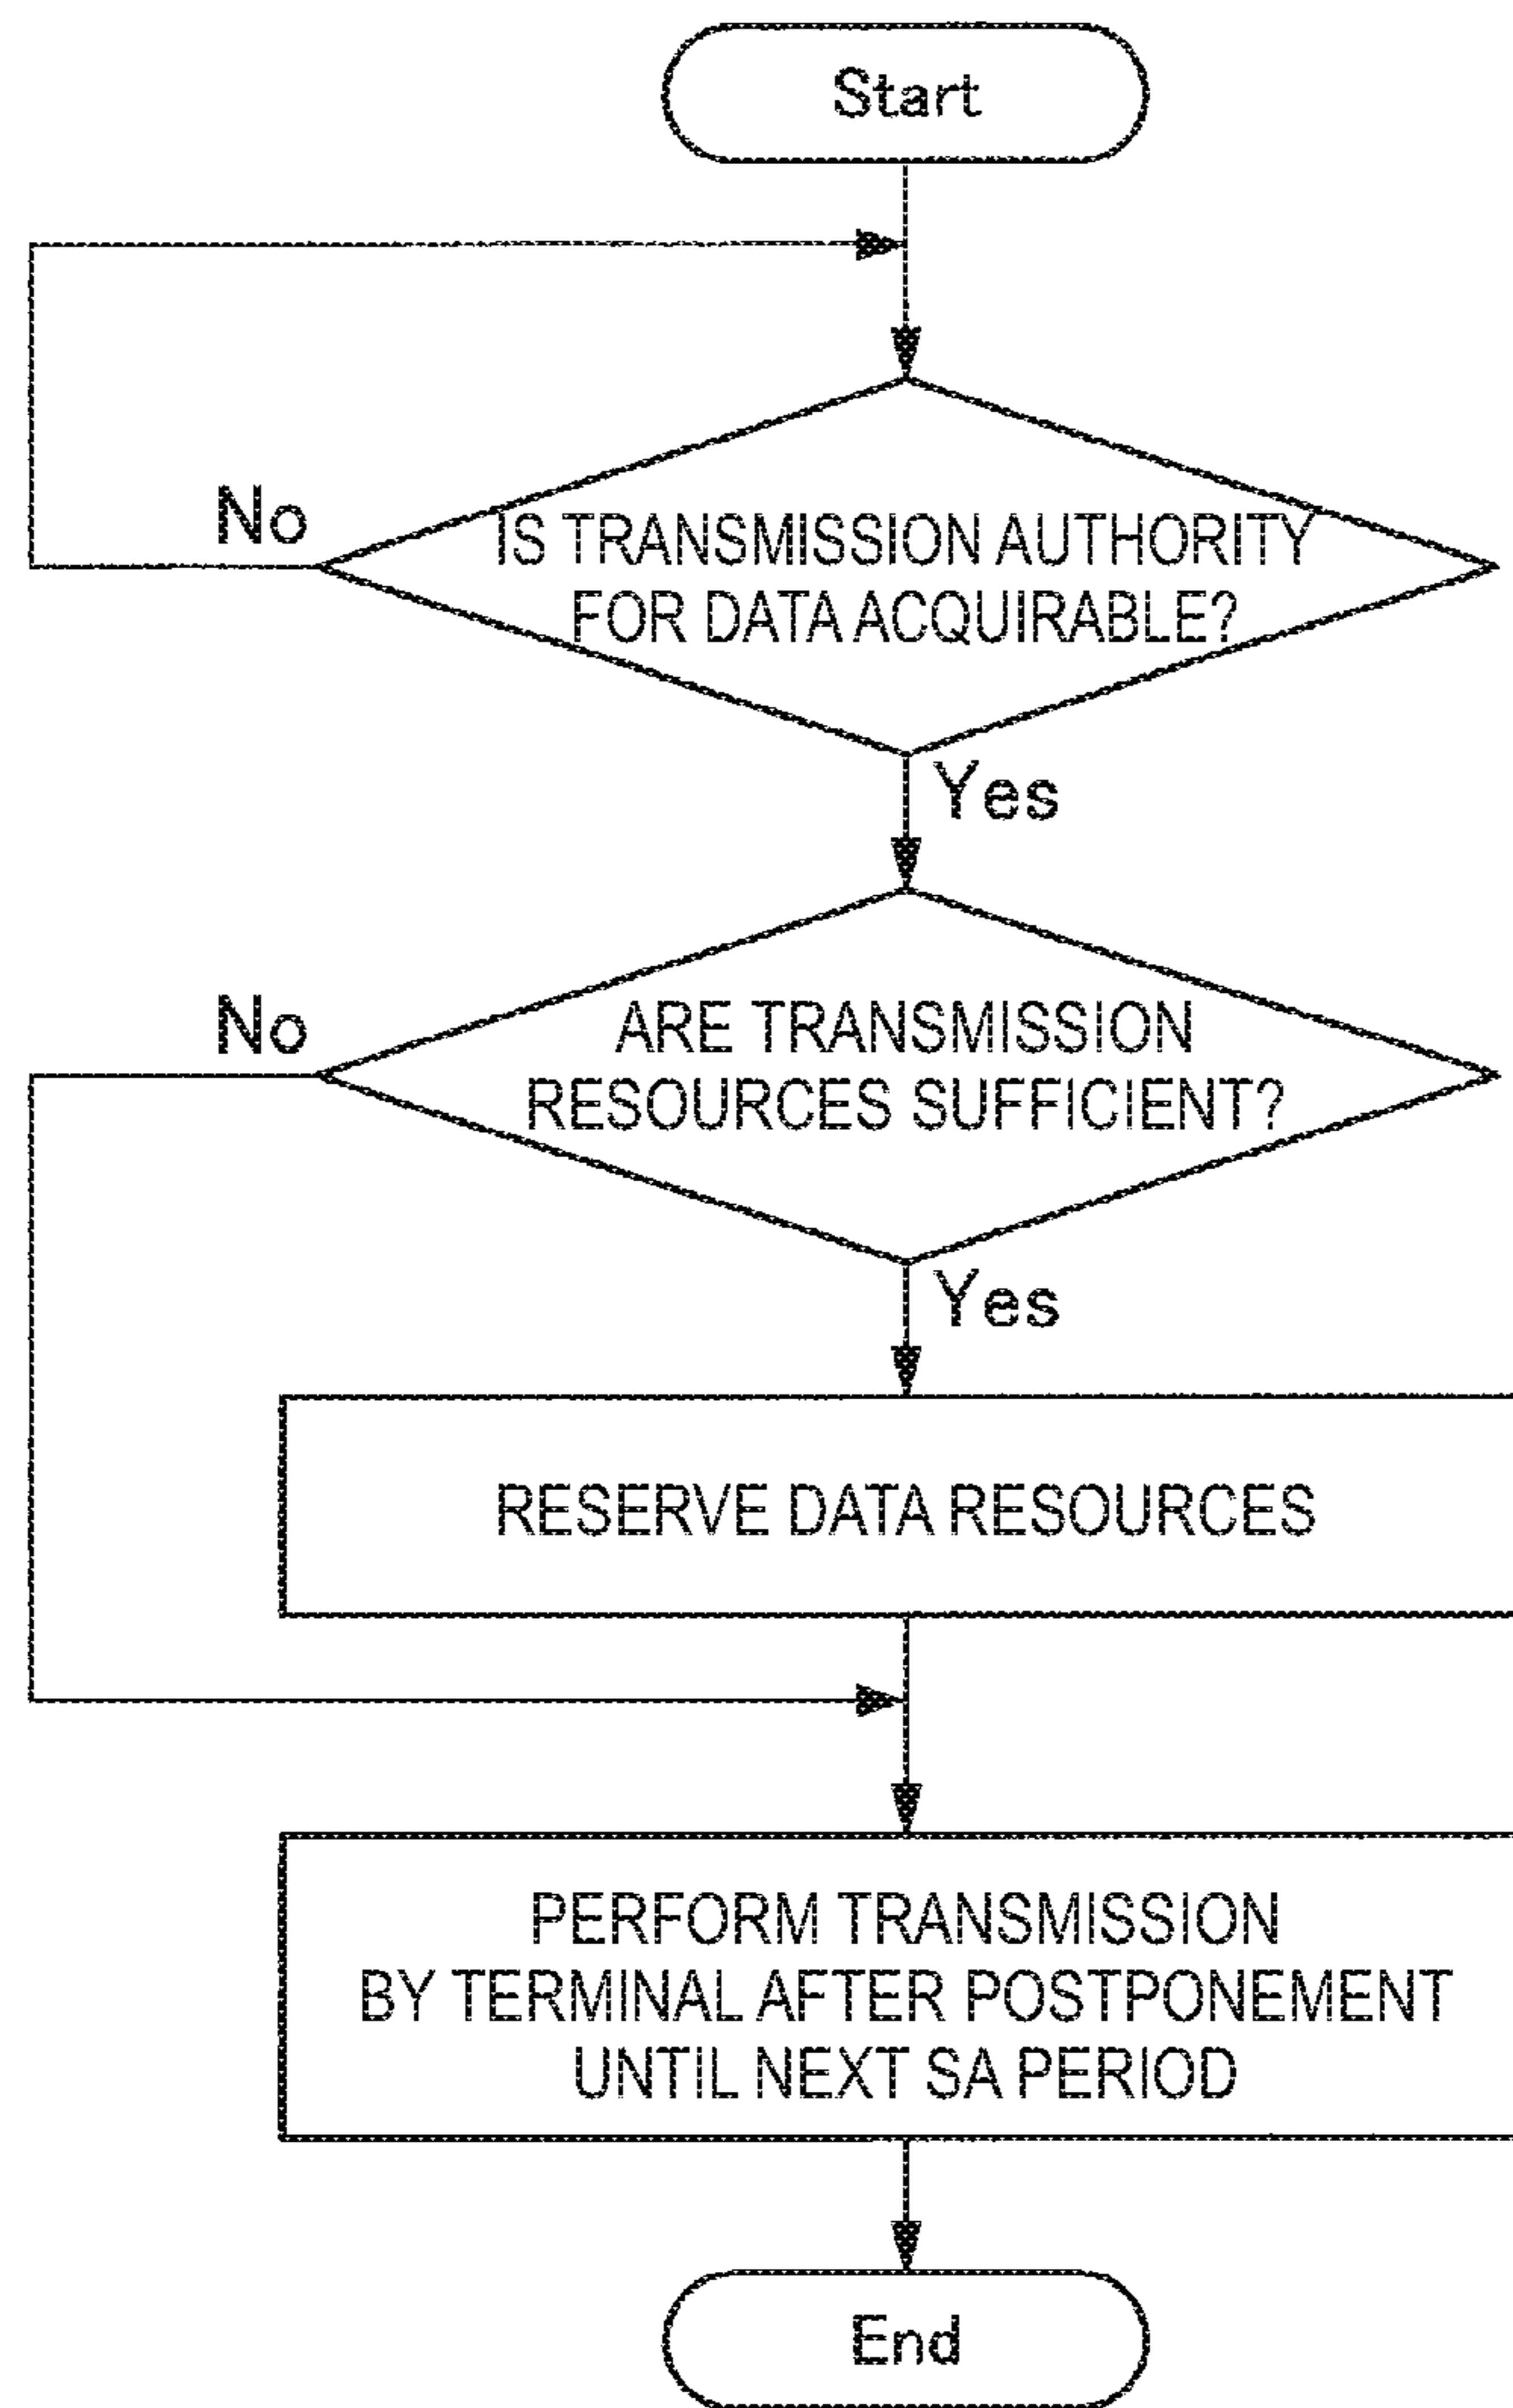 Start
No
IS TRANSMISSION AUTHORITY
FOR DATA ACQUIRABLE?
Yes
No
ARE TRANSMISSION
RESOURCES SUFFICIENT?
Yes
RESERVE DATA RESOURCES
PERFORM TRANSMISSION
BY TERMINAL AFTER POSTPONEMENT
UNTIL NEXT SA PERIOD
End